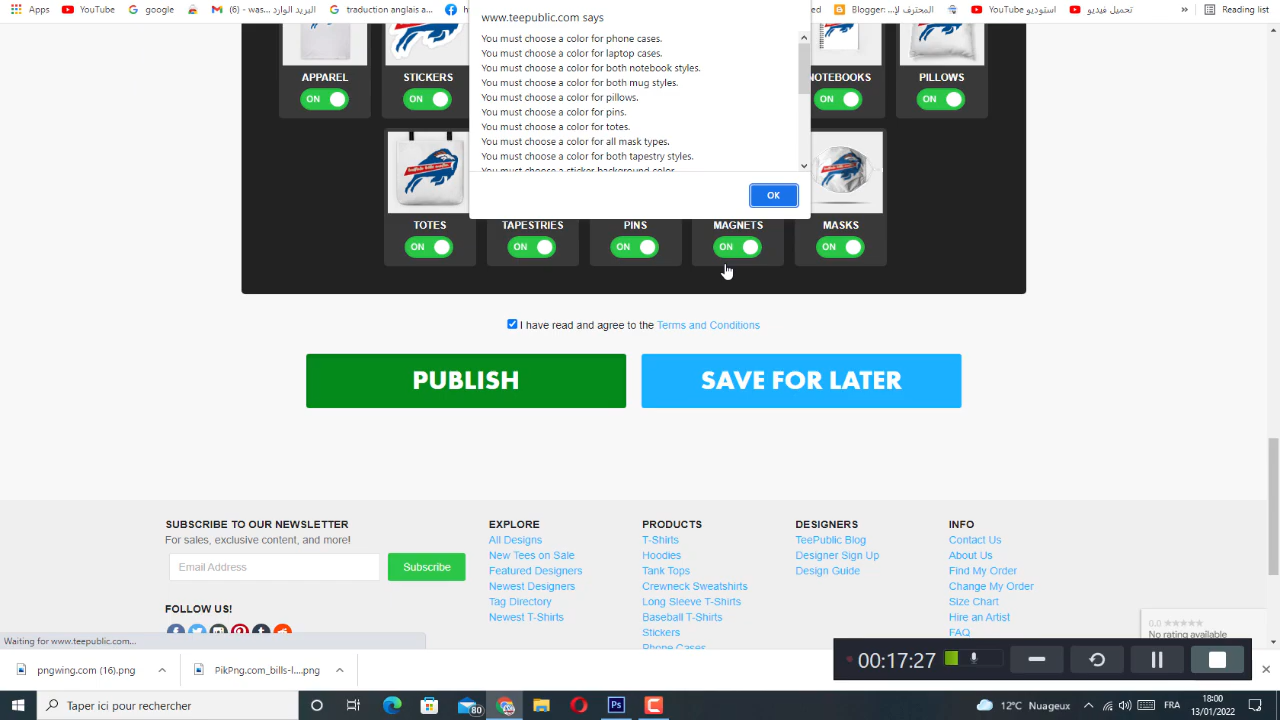 Apps
YouTube
google
(6) - was... البريد الوارد
traduction anglais a...
Blogger: المحترف لإ...
YouTube استوديو
تحميل فيديو
»
Reading list
www.teepublic.com says
You must choose a color for phone cases.
You must choose a color for laptop cases.
You must choose a color for both notebook styles.
You must choose a color for both mug styles.
You must choose a color for pillows.
You must choose a color for pins.
You must choose a color for totes.
You must choose a color for all mask types.
You must choose a color for both tapestry styles.
You must choose a sticker background color
OK
APPAREL
STICKERS
NOTEBOOKS
PILLOWS
ON
ON
ON
ON
TOTES
TAPESTRIES
PINS
MAGNETS
MASKS
ON
ON
ON
ON
ON
I have read and agree to the Terms and Conditions
PUBLISH
SAVE FOR LATER
SUBSCRIBE TO OUR NEWSLETTER
For sales, exclusive content, and more!
Email Address
Subscribe
FOLLOW US!
EXPLORE
All Designs
New Tees on Sale
Featured Designers
Newest Designers
Tag Directory
Newest T-Shirts
PRODUCTS
T-Shirts
Hoodies
Tank Tops
Crewneck Sweatshirts
Long Sleeve T-Shirts
Baseball T-Shirts
Stickers
Phone Cases
DESIGNERS
TeePublic Blog
Designer Sign Up
Design Guide
INFO
Contact Us
About Us
Find My Order
Change My Order
Size Chart
Hire an Artist
FAQ
0.0
No rating available
Waiting for www.teepublic.com...
00:17:27
pngwing.com (16).png
PikPng.com_bills-l....png
Taper ici pour rechercher
80
Ps
12°C Nuageux
FRA
18:00
13/01/2022